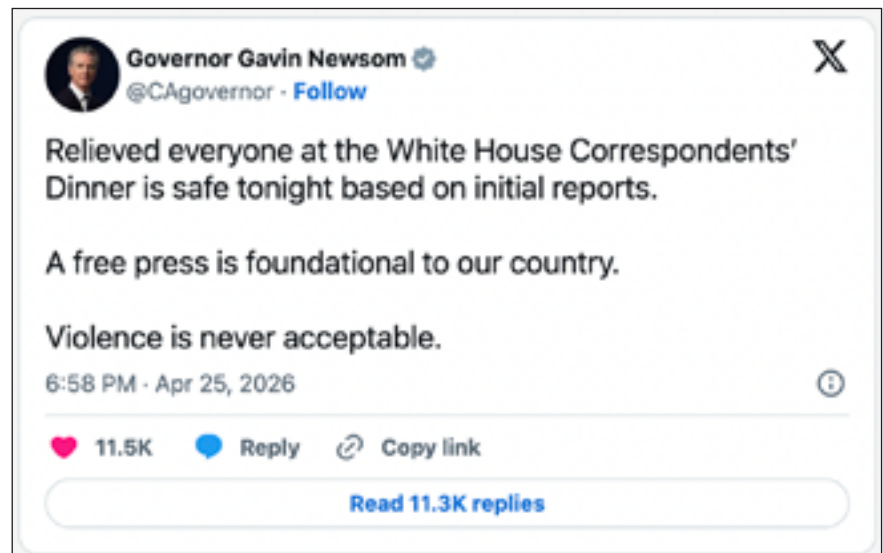 Governor Gavin Newsom
@CAgovernor · Follow
Relieved everyone at the White House Correspondents'
Dinner is safe tonight based on initial reports.
A free press is foundational to our country.
Violence is never acceptable.
6:58 PM · Apr 25, 2026
11.5K Reply Copy link
Read 11.3K replies